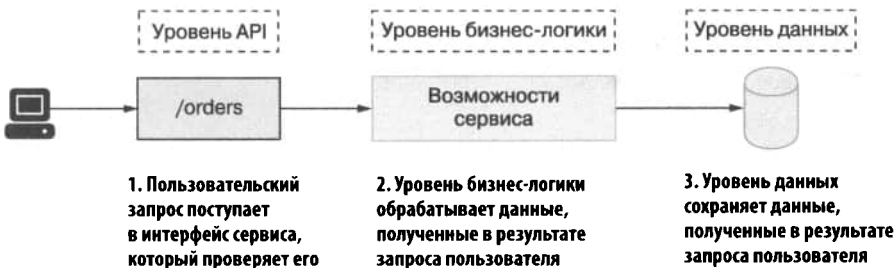 Уровень API
Уровень бизнес-логики
Уровень данных
/orders
Возможности
сервиса
1. Пользовательский
запрос поступает
в интерфейс сервиса,
который проверяет его
2. Уровень бизнес-логики
обрабатывает данные,
полученные в результате
запроса пользователя
3. Уровень данных
сохраняет данные,
полученные в результате
запроса пользователя